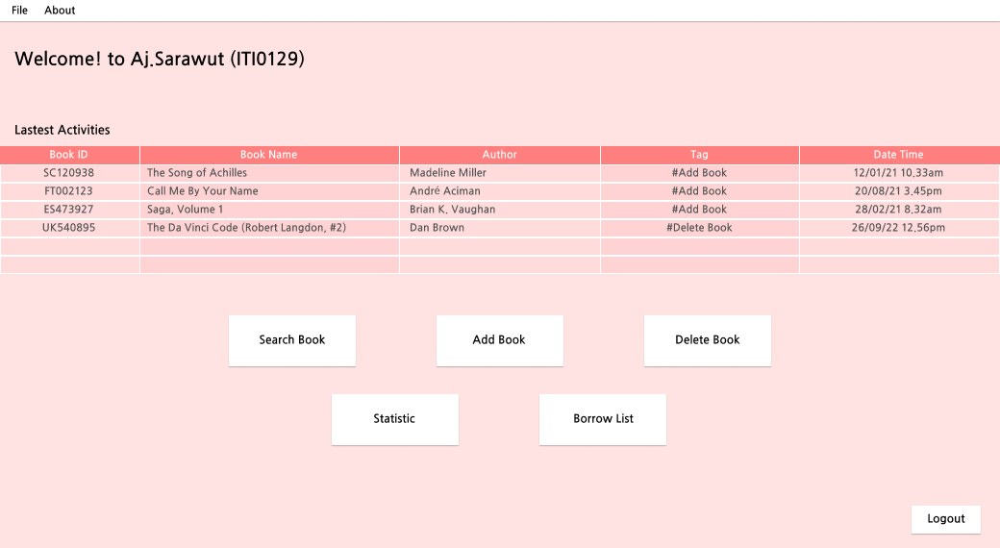 File About
Welcome! to Aj.Sarawut (ITI0129)
Lastest Activities
Book ID Book Name Author Tag Date Time
SC120938 The Song of Achilles Madeline Miller #Add Book 12/01/21 10.33am
FT002123 Call Me By Your Name André Aciman #Add Book 20/08/21 3.45pm
ES473927 Saga, Volume 1 Brian K. Vaughan #Add Book 28/02/21 8.32am
UK540895 The Da Vinci Code (Robert Langdon, #2) Dan Brown #Delete Book 26/09/22 12.56pm
Search Book Add Book Delete Book
Statistic Borrow List
Logout